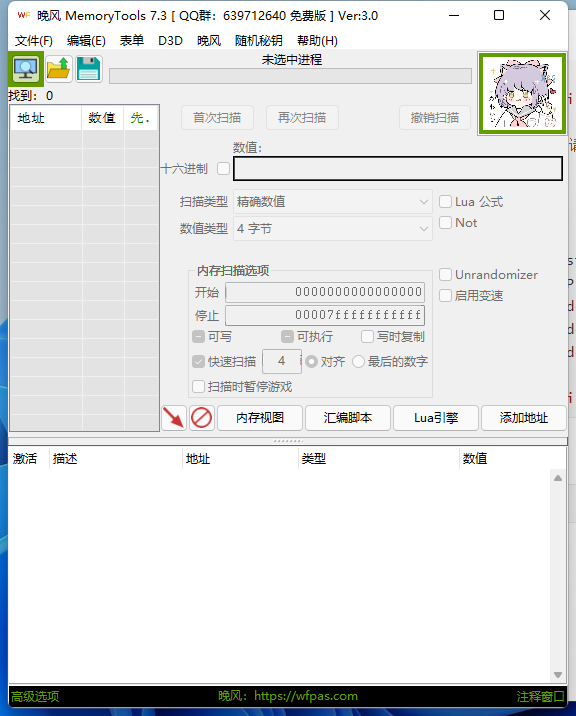 WF 晚风 MemoryTools 7.3 [ QQ群：639712640 免费版 ] Ver:3.0
文件(F) 编辑(E) 表单 D3D 晚风 随机秘钥 帮助(H)
未选中进程
找到： 0
地址 数值 先.
首次扫描 再次扫描 撤销扫描
数值:
十六进制
扫描类型 精确数值 Lua 公式
数值类型 4 字节 Not
内存扫描选项
Unrandomizer
开始 0000000000000000
启用变速
停止 00007fffffffffff
可写 可执行 写时复制
快速扫描 4 对齐 最后的数字
扫描时暂停游戏
内存视图 汇编脚本 Lua引擎 添加地址
激活 描述 地址 类型 数值
高级选项 晚风：https://wfpas.com 注释窗口